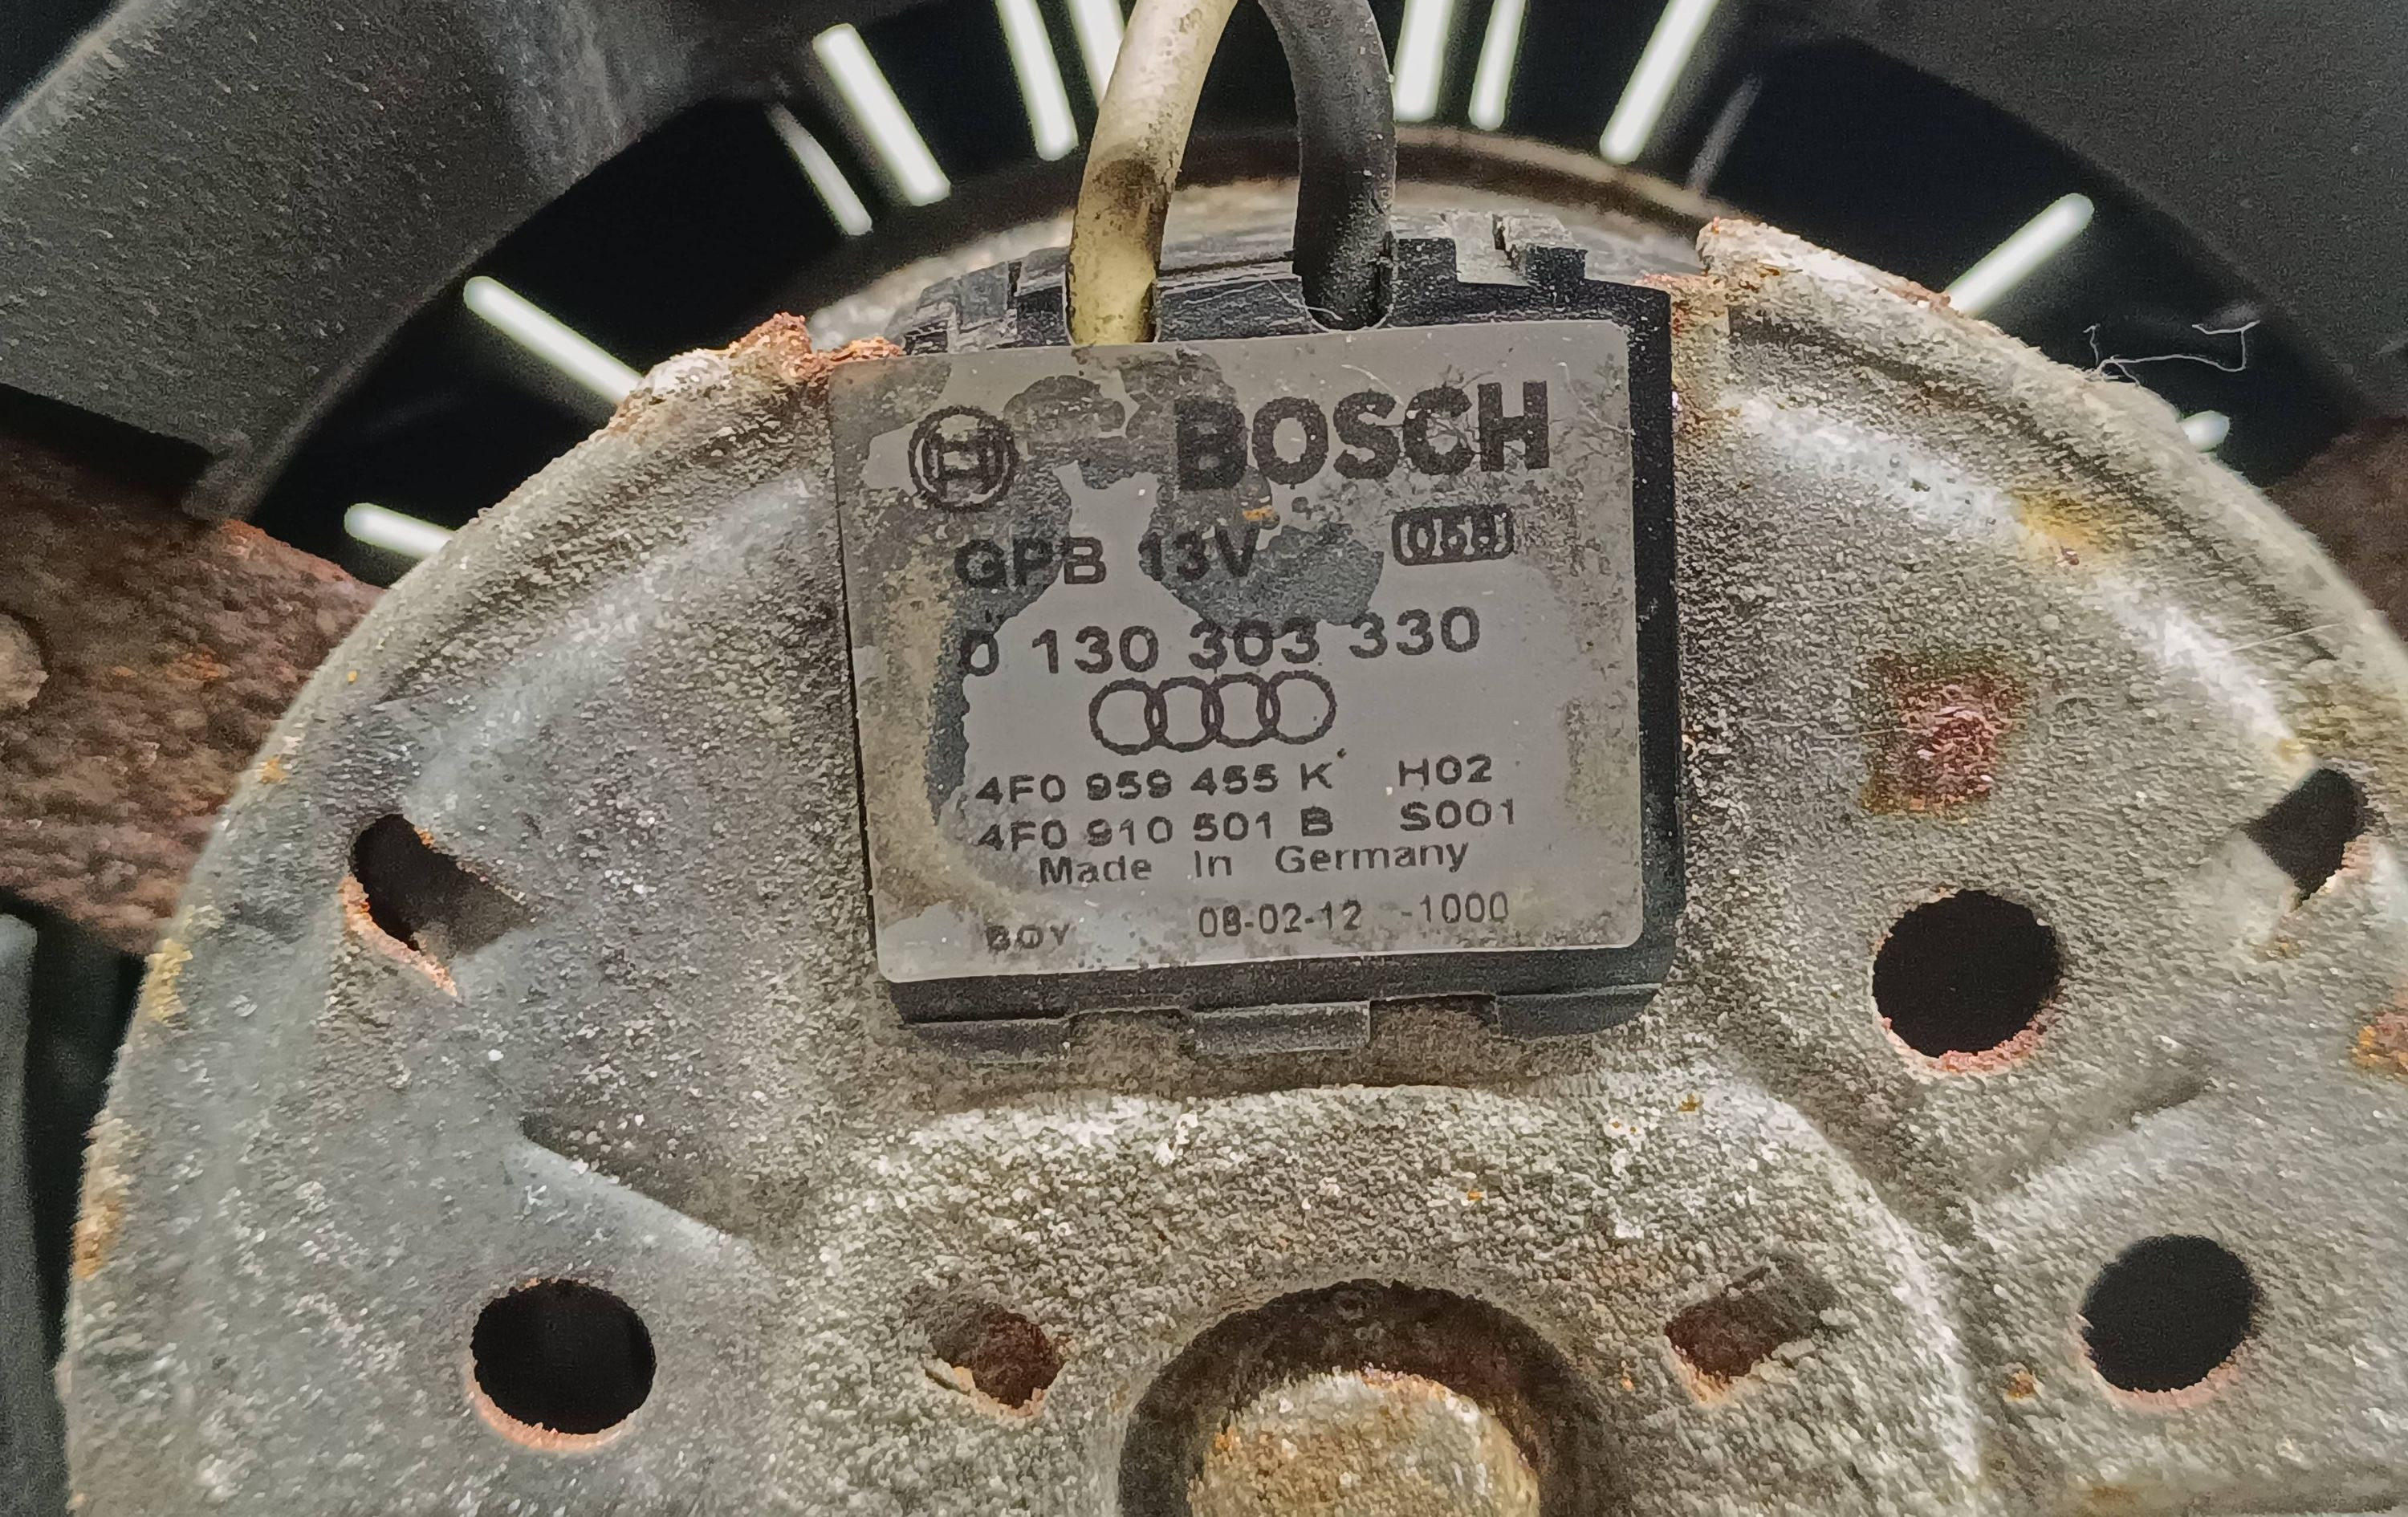 BOSCH
GPB 13V
0 130 303 330
4F0 959 455 K H02
4F0 910 501 B S001
Made In Germany
BOY 08-02-12 -1000